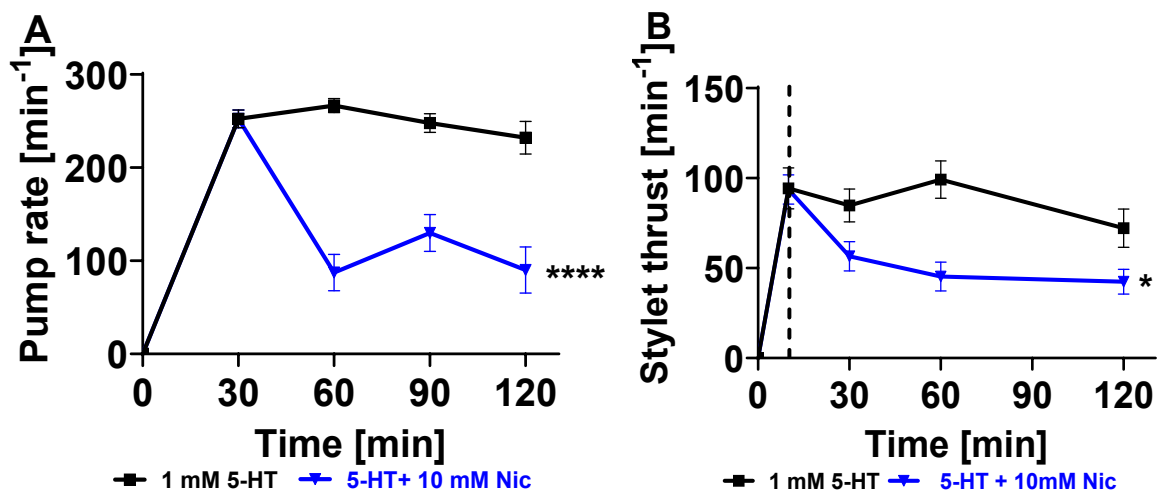 A
Pump rate [min-1]
300
200
100
0
0 30 60 90 120
Time [min]
****
1 mM 5-HT 5-HT+ 10 mM Nic
B
Stylet thrust [min-1]
150
100
50
0
0 30 60 90 120
Time [min]
*
1 mM 5-HT 5-HT + 10mM Nic